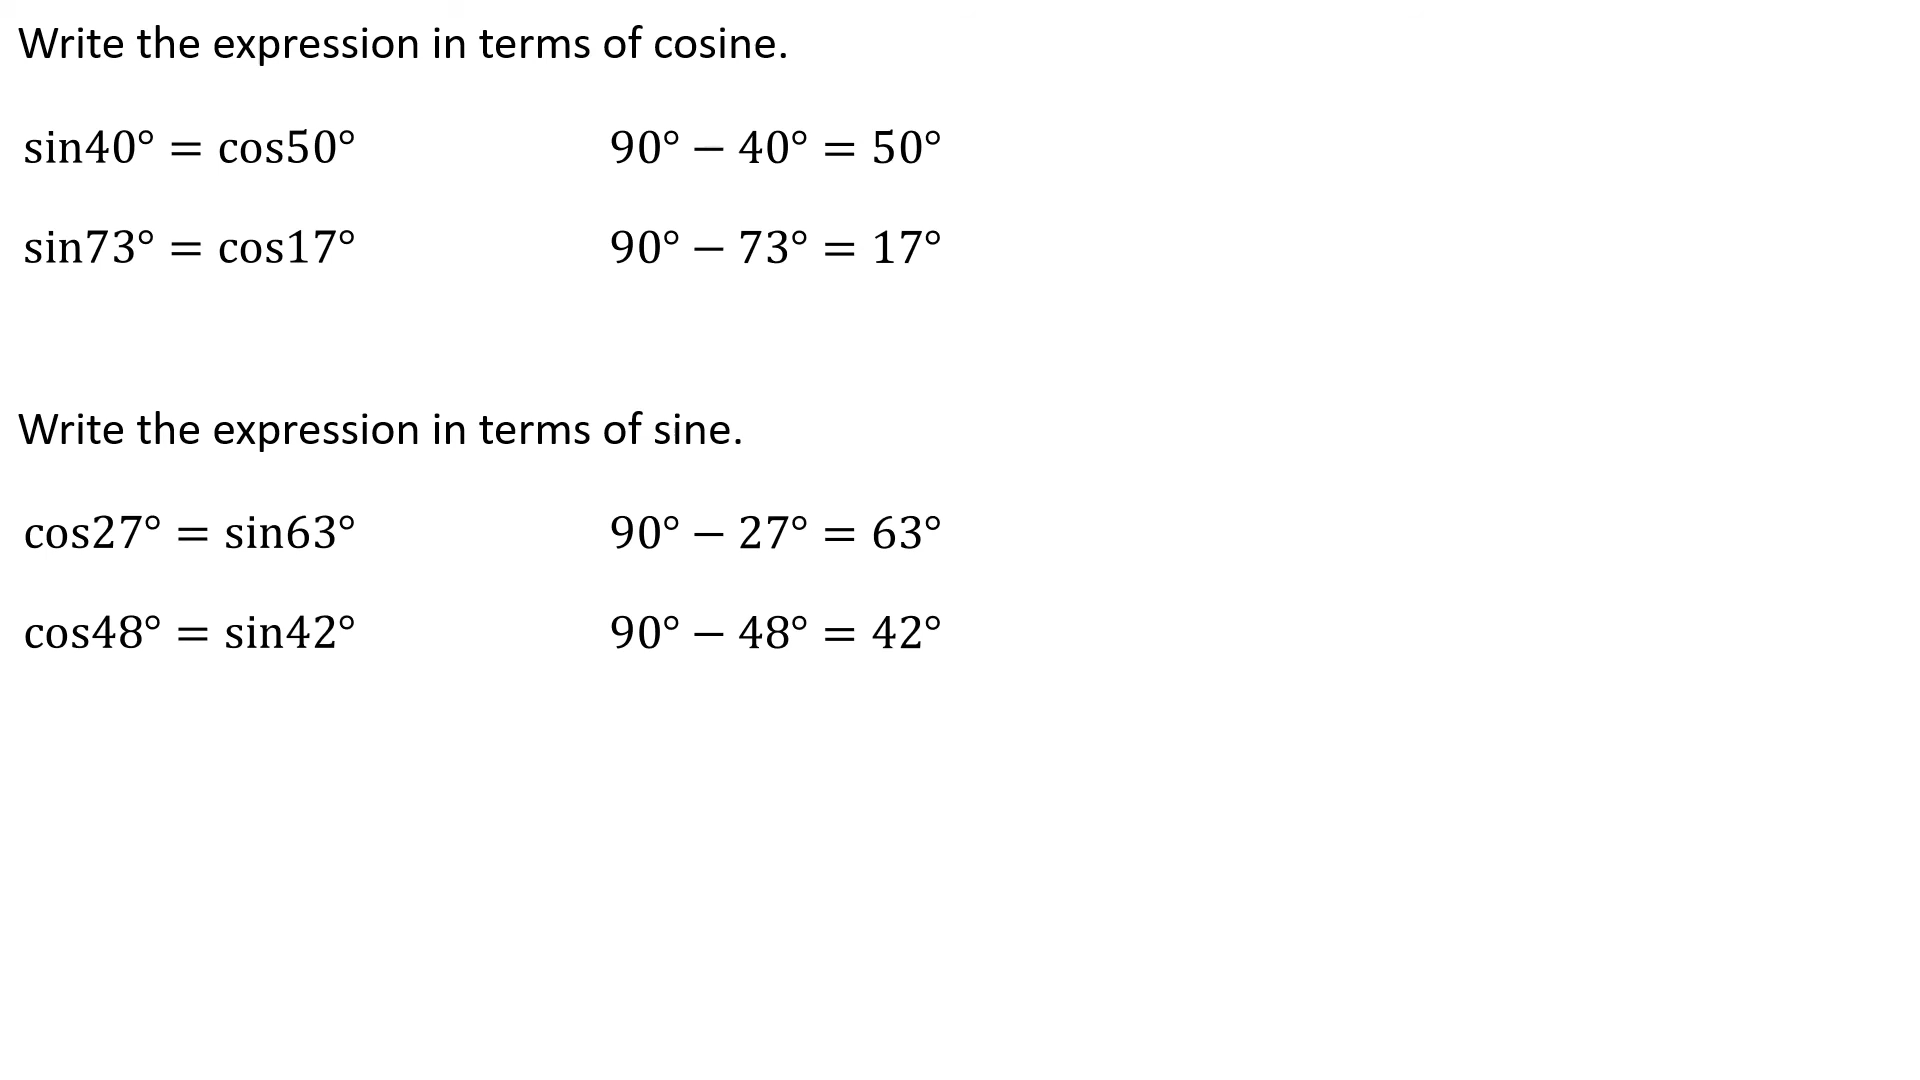 Write the expression in terms of cosine.
sin40° = cos50° 90° − 40° = 50°
sin73° = cos17° 90° − 73° = 17°
Write the expression in terms of sine.
cos27° = sin63° 90° − 27° = 63°
cos48° = sin42° 90° − 48° = 42°